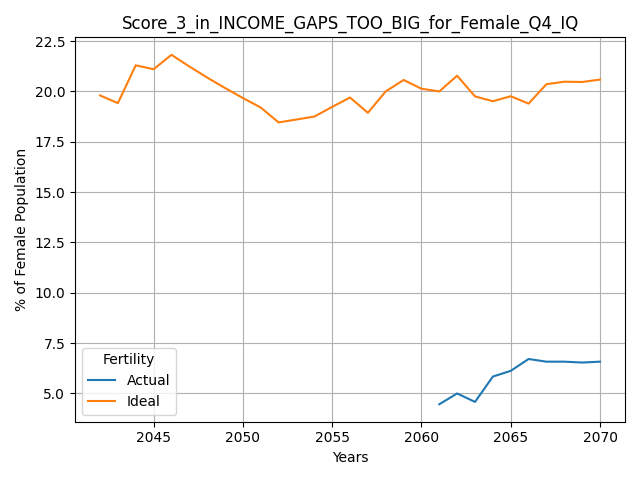 Score_3_in_INCOME_GAPS_TOO_BIG_for_Female_Q4_IQ
% of Female Population
22.5
20.0
17.5
15.0
12.5
10.0
7.5
5.0
Fertility
Actual
Ideal
2045 2050 2055 2060 2065 2070
Years